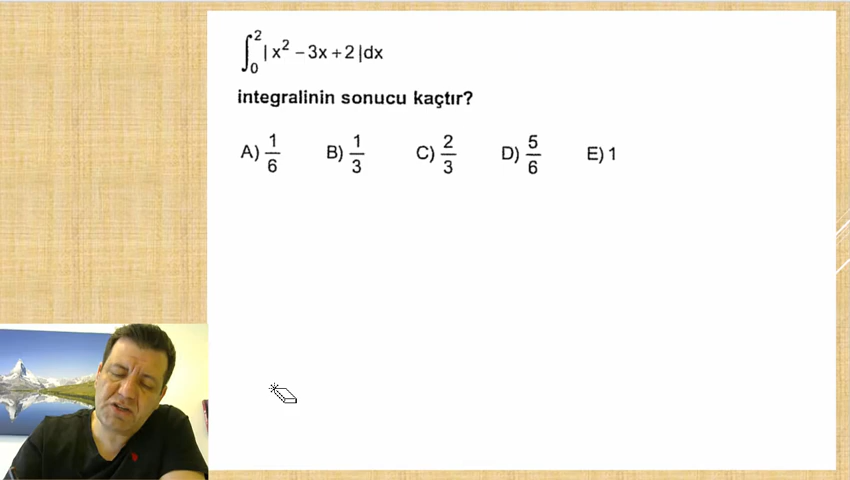 ∫₀² | x² − 3x + 2 |dx
integralinin sonucu kaçtır?
A) 1/6 B) 1/3 C) 2/3 D) 5/6 E) 1